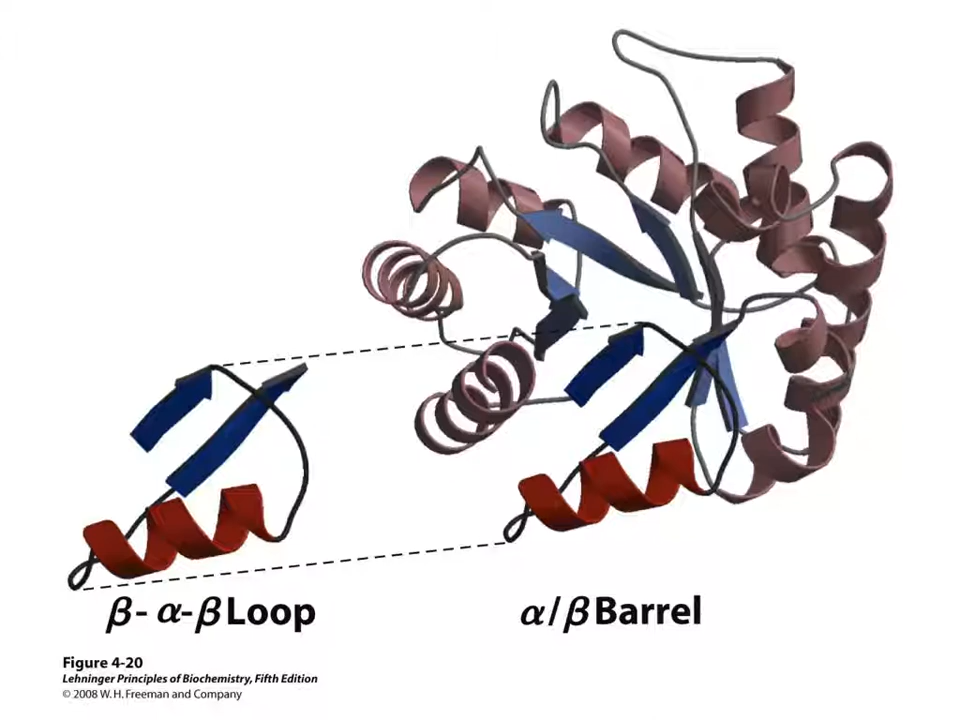 β- α-β Loop
α/β Barrel
Figure 4-20
Lehninger Principles of Biochemistry, Fifth Edition
© 2008 W. H. Freeman and Company